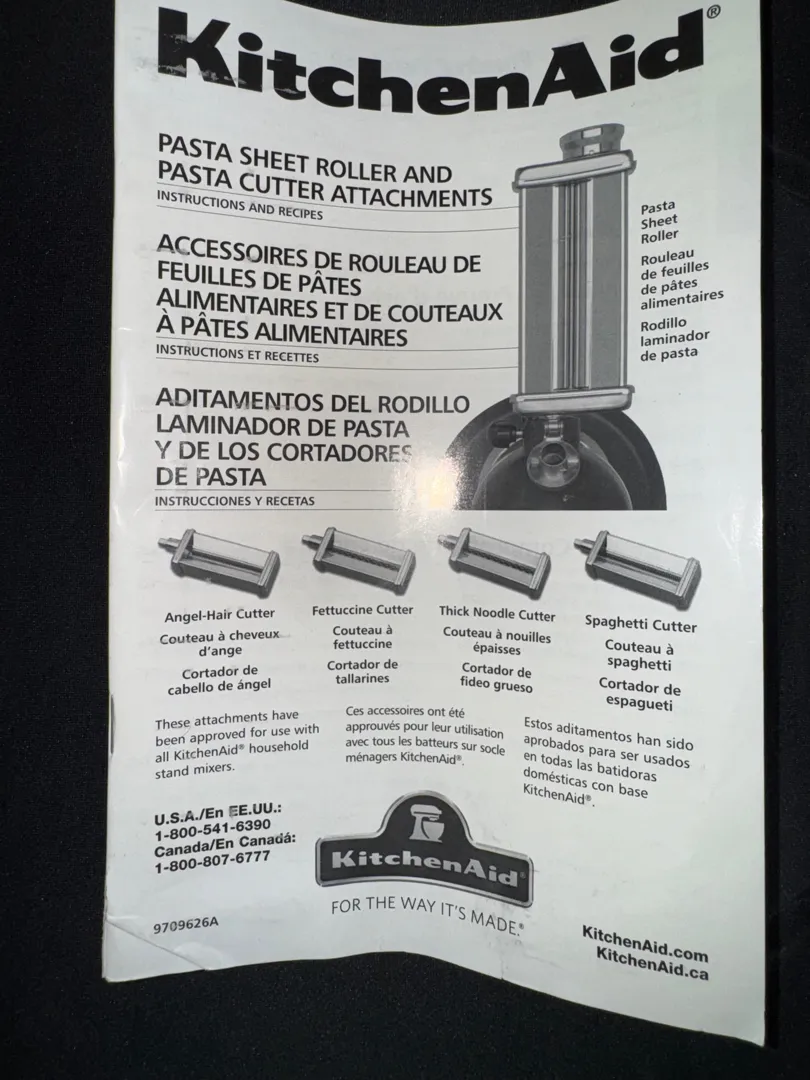 KitchenAid®
PASTA SHEET ROLLER AND
PASTA CUTTER ATTACHMENTS
INSTRUCTIONS AND RECIPES
ACCESSOIRES DE ROULEAU DE
FEUILLES DE PÂTES
ALIMENTAIRES ET DE COUTEAUX
À PÂTES ALIMENTAIRES
INSTRUCTIONS ET RECETTES
ADITAMENTOS DEL RODILLO
LAMINADOR DE PASTA
Y DE LOS CORTADORES
DE PASTA
INSTRUCCIONES Y RECETAS
Pasta
Sheet
Roller
Rouleau
de feuilles
de pâtes
alimentaires
Rodillo
laminador
de pasta
Angel-Hair Cutter
Couteau à cheveux
d'ange
Cortador de
cabello de ángel
Fettuccine Cutter
Couteau à
fettuccine
Cortador de
tallarines
Thick Noodle Cutter
Couteau à nouilles
épaisses
Cortador de
fideo grueso
Spaghetti Cutter
Couteau à
spaghetti
Cortador de
espagueti
These attachments have
been approved for use with
all KitchenAid® household
stand mixers.
Ces accessoires ont été
approuvés pour leur utilisation
avec tous les batteurs sur socle
ménagers KitchenAid®.
Estos aditamentos han sido
aprobados para ser usados
en todas las batidoras
domésticas con base
KitchenAid®.
U.S.A./En EE.UU.:
1-800-541-6390
Canada/En Canadá:
1-800-807-6777
KitchenAid®
FOR THE WAY IT'S MADE.®
9709626A
KitchenAid.com
KitchenAid.ca